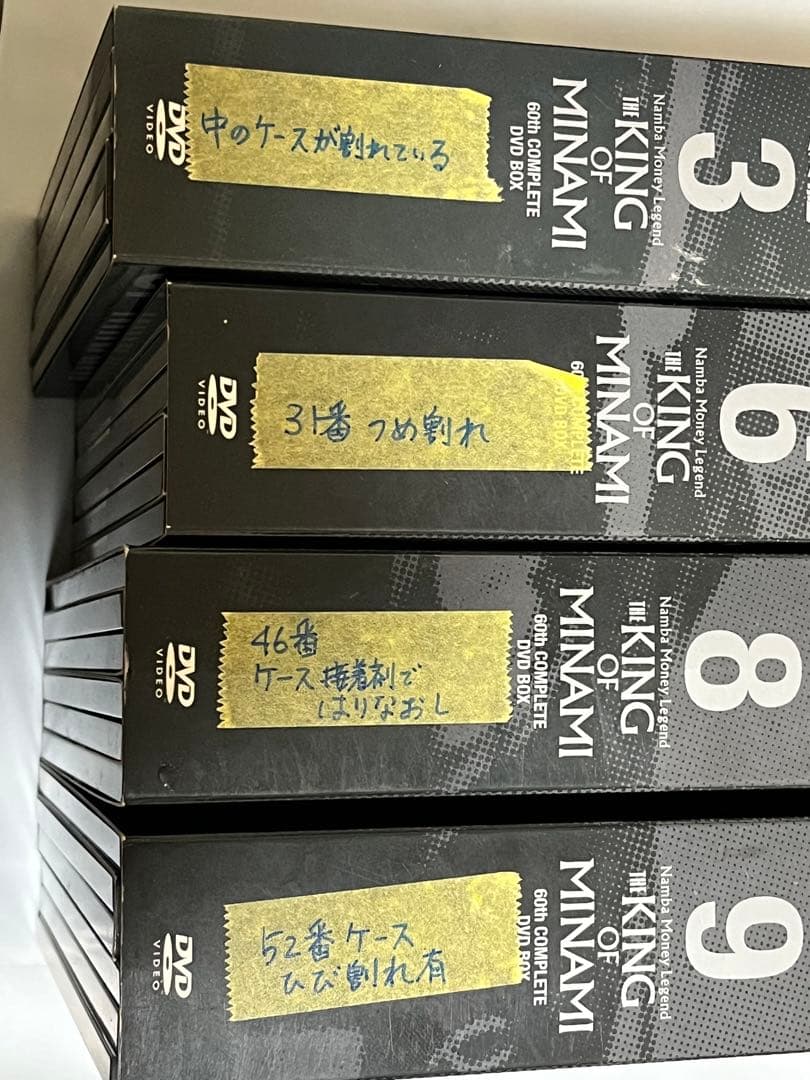 中のケースが割れている
DVD
VIDEO
60th COMPLETE
DVD BOX
Namba Money Legend
THE KING
OF
MINAMI
3
31番 つめ割れ
DVD
VIDEO
60th COMPLETE
DVD BOX
Namba Money Legend
THE KING
OF
MINAMI
6
46番
ケース接着剤で
はりなおし
DVD
VIDEO
60th COMPLETE
DVD BOX
Namba Money Legend
THE KING
OF
MINAMI
8
52番ケース
ひび割れ有
DVD
VIDEO
60th COMPLETE
DVD BOX
Namba Money Legend
THE KING
OF
MINAMI
9